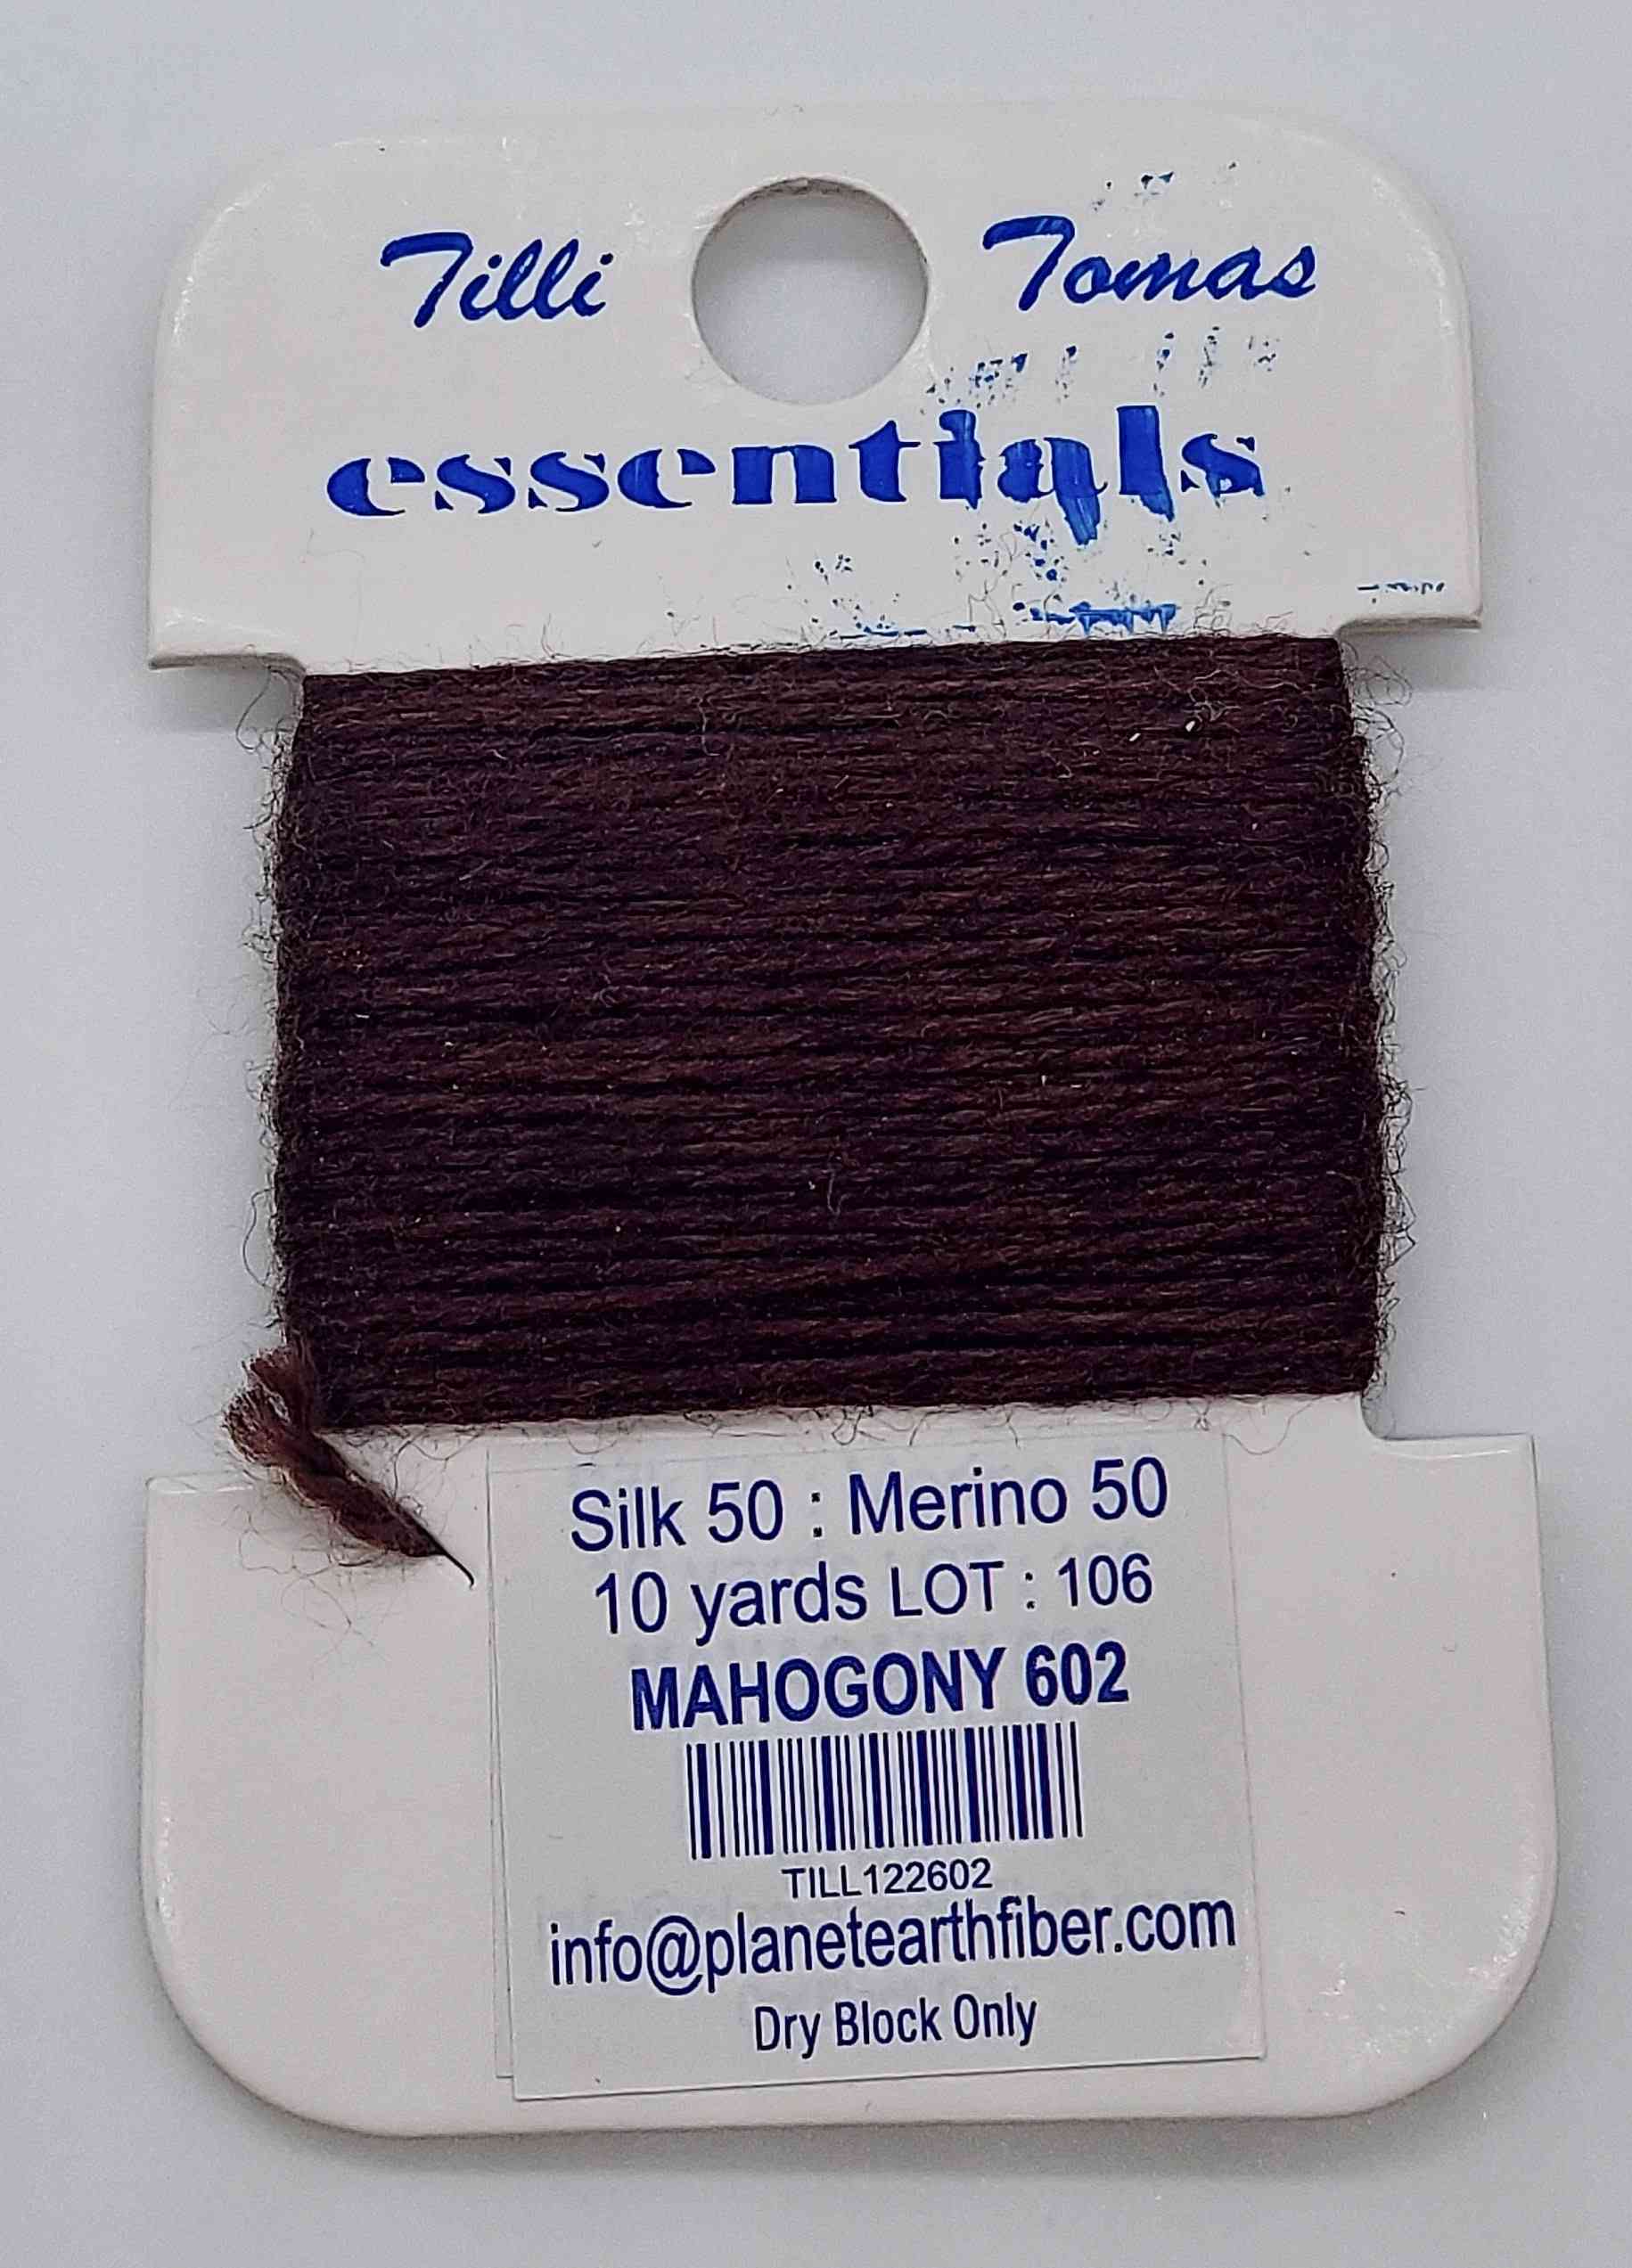 Tilli Tomas
essentials
Silk 50 : Merino 50
10 yards LOT : 106
MAHOGONY 602
TILL122602
info@planetearthfiber.com
Dry Block Only